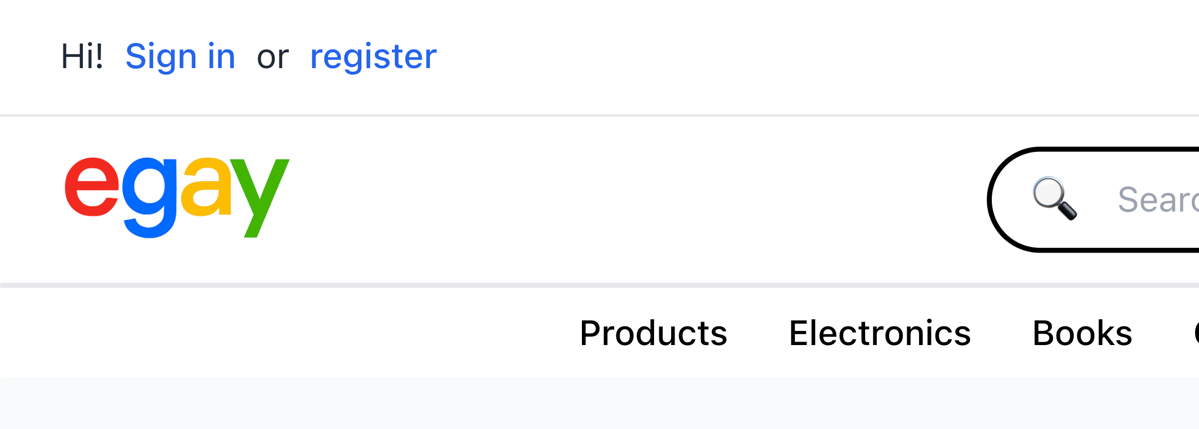 Hi! Sign in or register
egay
Products Electronics Books